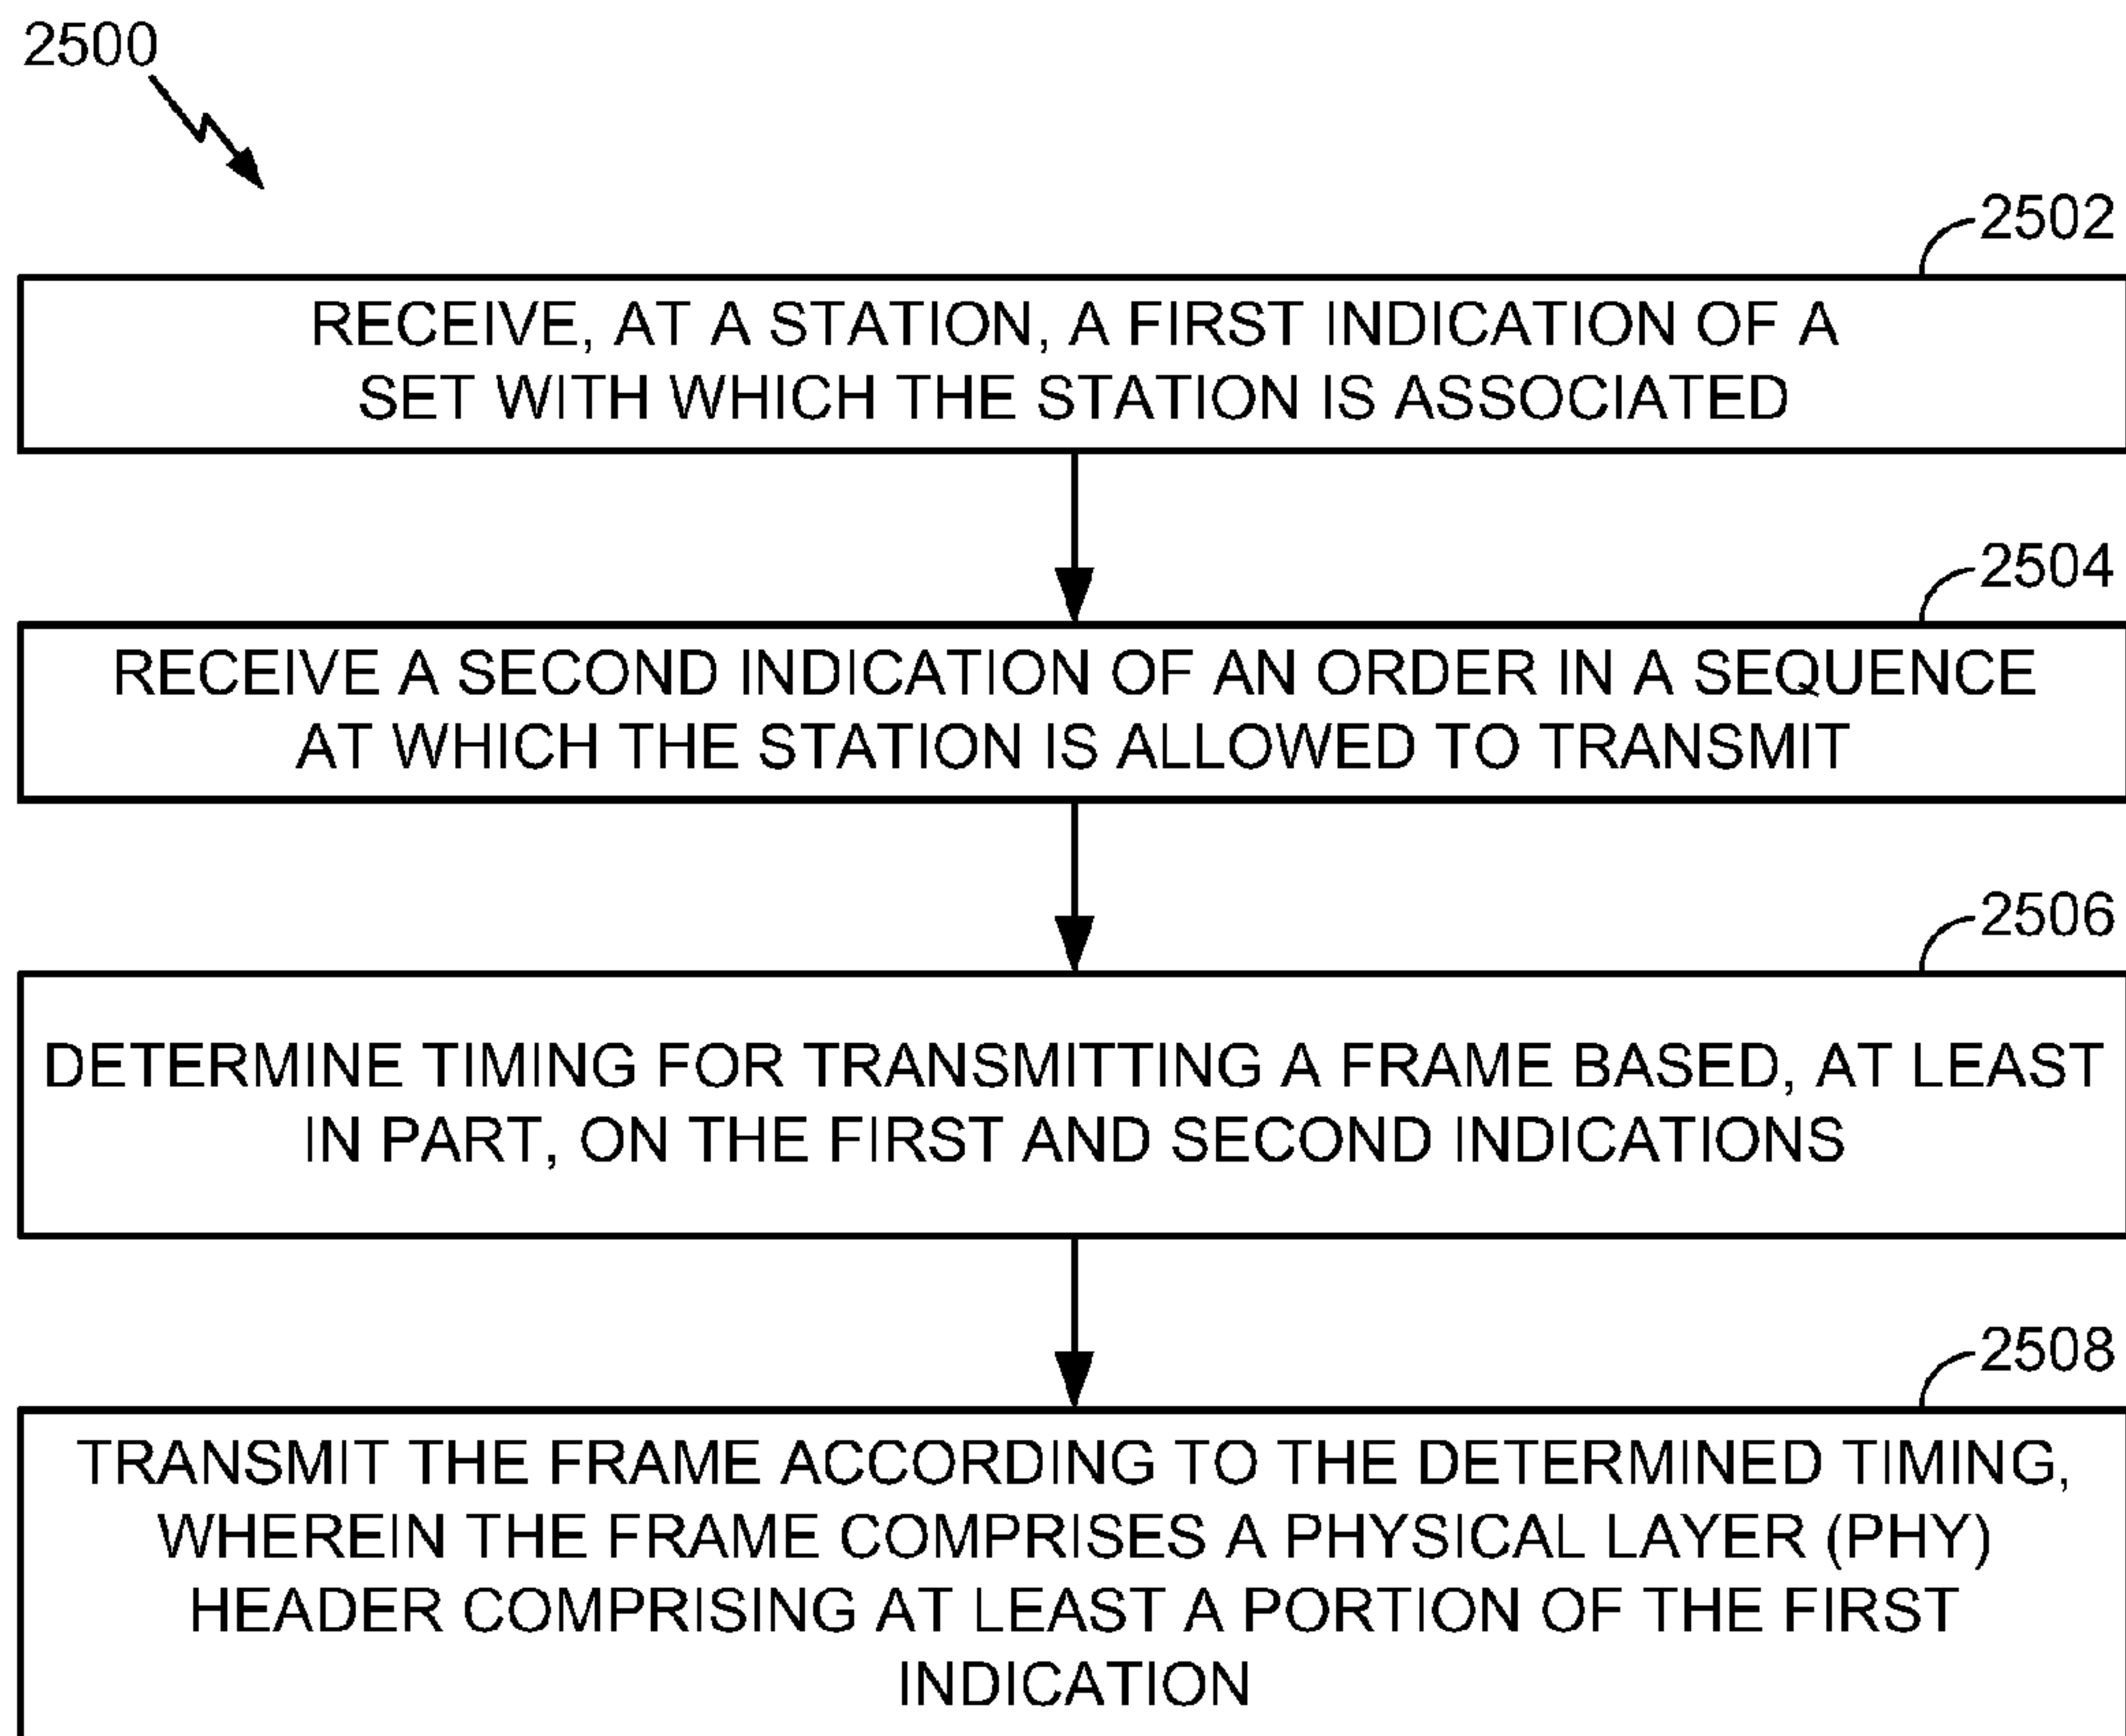 2500
2502
RECEIVE, AT A STATION, A FIRST INDICATION OF A
SET WITH WHICH THE STATION IS ASSOCIATED
2504
RECEIVE A SECOND INDICATION OF AN ORDER IN A SEQUENCE
AT WHICH THE STATION IS ALLOWED TO TRANSMIT
2506
DETERMINE TIMING FOR TRANSMITTING A FRAME BASED, AT LEAST
IN PART, ON THE FIRST AND SECOND INDICATIONS
2508
TRANSMIT THE FRAME ACCORDING TO THE DETERMINED TIMING,
WHEREIN THE FRAME COMPRISES A PHYSICAL LAYER (PHY)
HEADER COMPRISING AT LEAST A PORTION OF THE FIRST
INDICATION